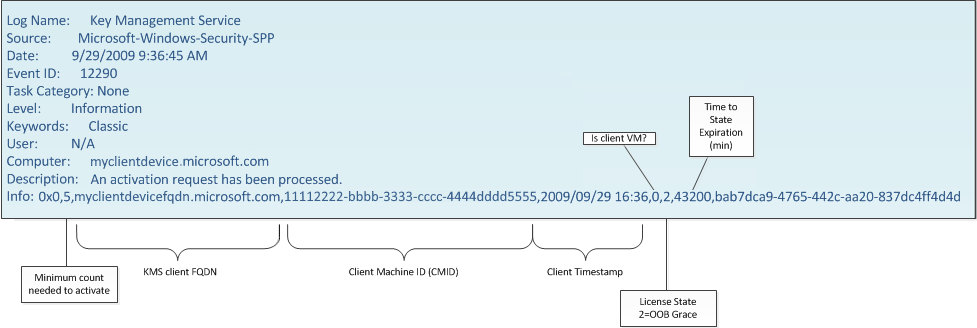 Log Name: Key Management Service
Source: Microsoft-Windows-Security-SPP
Date: 9/29/2009 9:36:45 AM
Event ID: 12290
Task Category: None
Level: Information
Keywords: Classic
User: N/A
Computer: myclientdevice.microsoft.com
Description: An activation request has been processed.
Info: 0x0,5,myclientdevicefqdn.microsoft.com,11112222-bbbb-3333-cccc-4444dddd5555,2009/09/29 16:36,0,2,43200,bab7dca9-4765-442c-aa20-837dc4ff4d4d
Is client VM?
Time to
State
Expiration
(min)
KMS client FQDN
Client Machine ID (CMID)
Client Timestamp
Minimum count
needed to activate
License State
2=OOB Grace